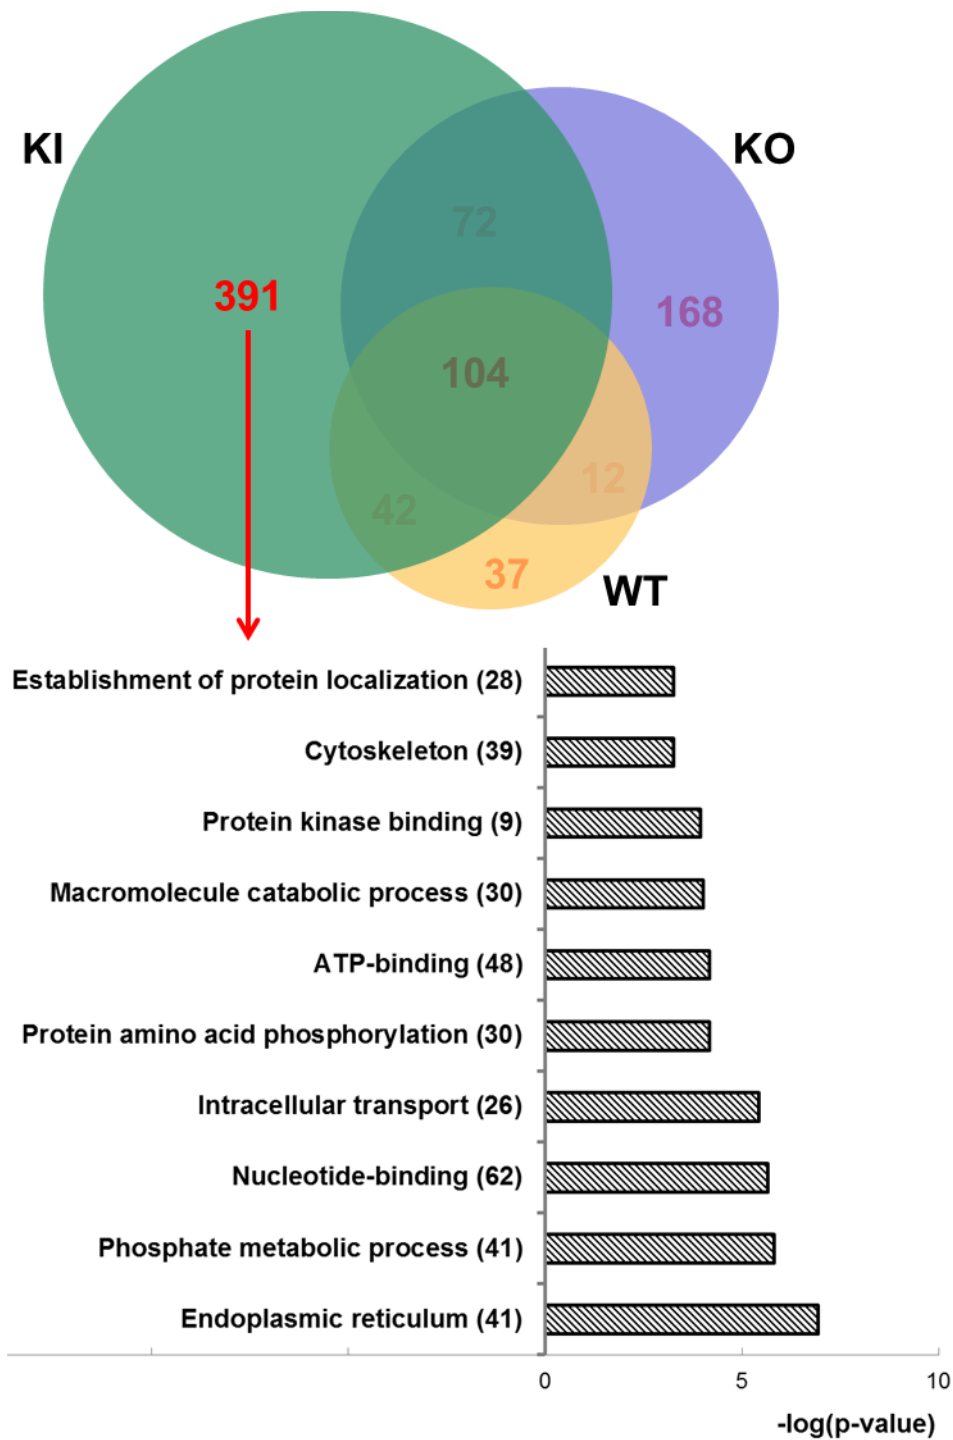 KI
KO
72
391
168
104
12
42
37
WT
Establishment of protein localization (28)
Cytoskeleton (39)
Protein kinase binding (9)
Macromolecule catabolic process (30)
ATP-binding (48)
Protein amino acid phosphorylation (30)
Intracellular transport (26)
Nucleotide-binding (62)
Phosphate metabolic process (41)
Endoplasmic reticulum (41)
0 5 10
-log(p-value)